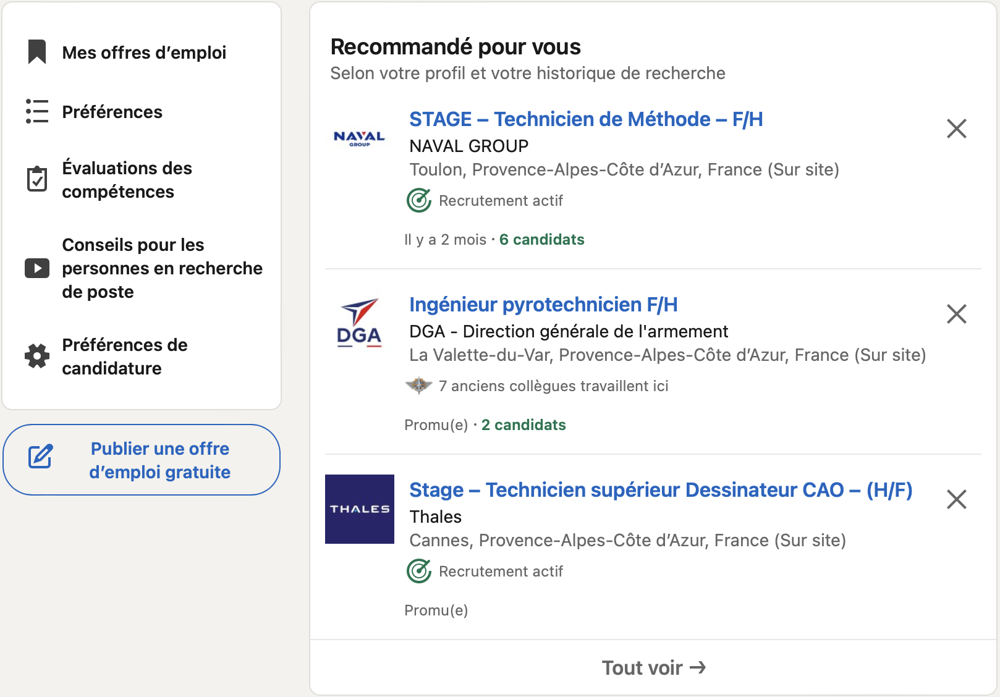 Mes offres d’emploi
Préférences
Évaluations des
compétences
Conseils pour les
personnes en recherche
de poste
Préférences de
candidature
Publier une offre
d’emploi gratuite
Recommandé pour vous
Selon votre profil et votre historique de recherche
NAVAL
GROUP
STAGE – Technicien de Méthode – F/H
NAVAL GROUP
Toulon, Provence-Alpes-Côte d’Azur, France (Sur site)
Recrutement actif
Il y a 2 mois · 6 candidats
DGA
Ingénieur pyrotechnicien F/H
DGA - Direction générale de l'armement
La Valette-du-Var, Provence-Alpes-Côte d’Azur, France (Sur site)
7 anciens collègues travaillent ici
Promu(e) · 2 candidats
THALES
Stage – Technicien supérieur Dessinateur CAO – (H/F)
Thales
Cannes, Provence-Alpes-Côte d’Azur, France (Sur site)
Recrutement actif
Promu(e)
Tout voir →